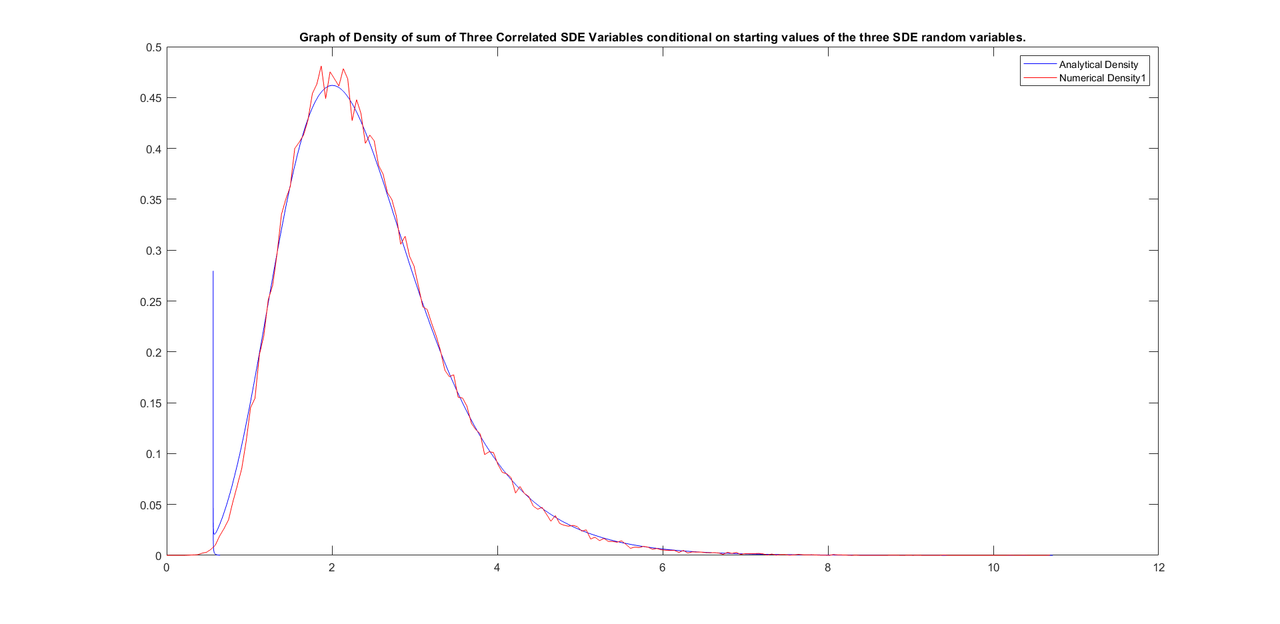 Graph of Density of sum of Three Correlated SDE Variables conditional on starting values of the three SDE random variables.
Analytical Density
Numerical Density1
0.5
0.45
0.4
0.35
0.3
0.25
0.2
0.15
0.1
0.05
0
0 2 4 6 8 10 12